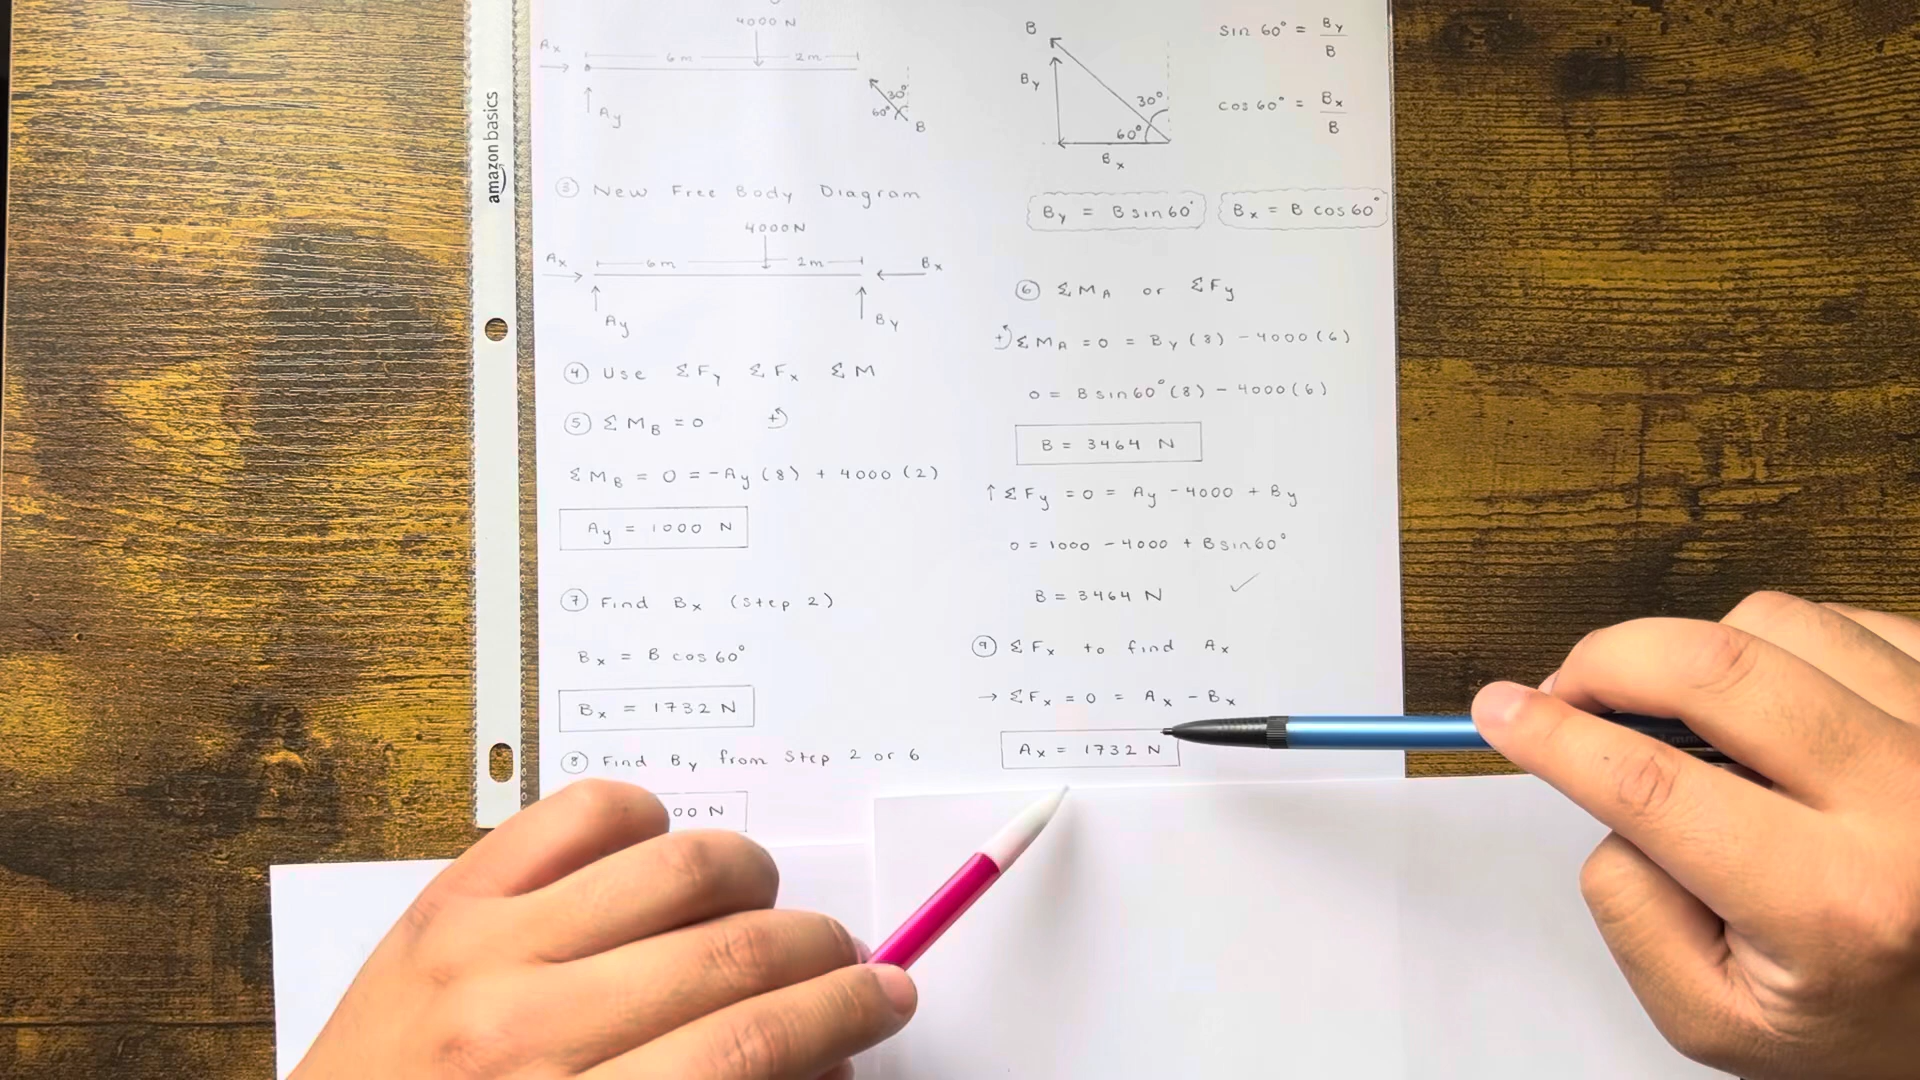 amazon basics
4000 N
Ax
6 m
2 m
Ay
30°
60°
B
③ New Free Body Diagram
4000N
Ax
6m
2m
Bx
Ay
By
④ Use ΣFy ΣFx ΣM
⑤ ΣMB = 0 +
ΣMB = 0 = -Ay (8) + 4000 (2)
Ay = 1000 N
⑦ Find Bx (Step 2)
Bx = B cos 60°
Bx = 1732 N
⑧ Find By from Step 2 or 6
00 N
B
By
30°
60°
Bx
sin 60° = By / B
cos 60° = Bx / B
By = B sin 60°
Bx = B cos 60°
⑥ ΣMA or ΣFy
+ ΣMA = 0 = By (8) - 4000 (6)
0 = B sin 60° (8) - 4000 (6)
B = 3464 N
↑ ΣFy = 0 = Ay - 4000 + By
0 = 1000 - 4000 + B sin 60°
B = 3464 N ✓
⑨ ΣFx to find Ax
→ ΣFx = 0 = Ax - Bx
Ax = 1732 N